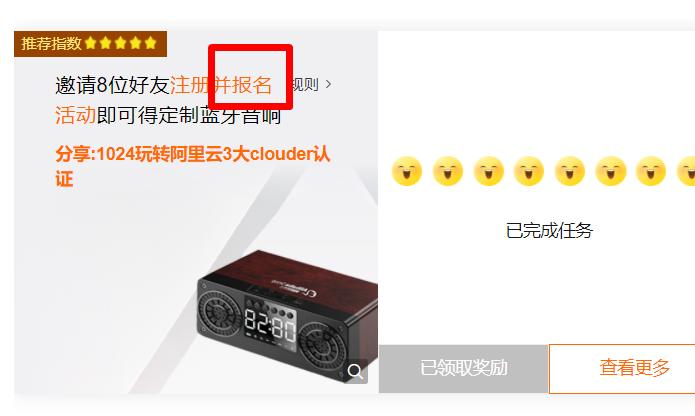 推荐指数
邀请8位好友注册并报名
规则
活动即可得定制蓝牙音响
分享:1024玩转阿里云3大clouder认
证
82:80
已完成任务
已领取奖励
查看更多